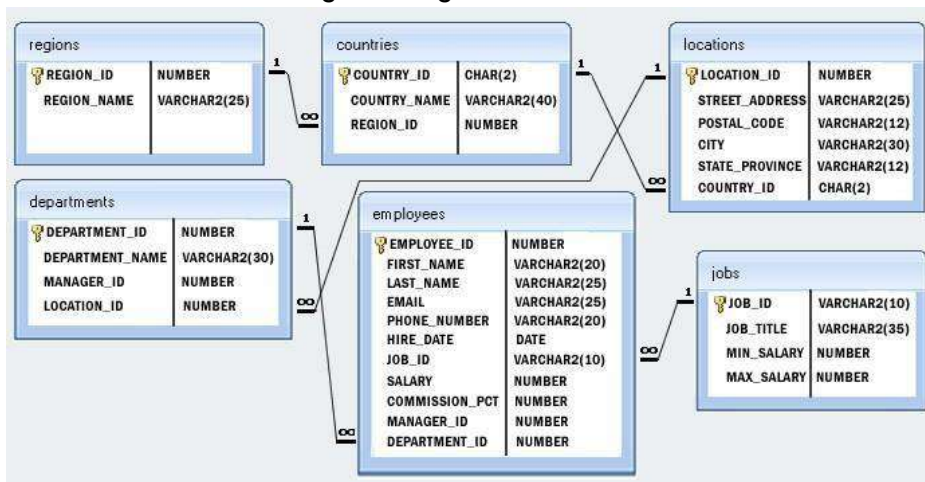 regions
REGION_ID NUMBER
REGION_NAME VARCHAR2(25)
1
∞
countries
COUNTRY_ID CHAR(2)
COUNTRY_NAME VARCHAR2(40)
REGION_ID NUMBER
1
∞
locations
LOCATION_ID NUMBER
STREET_ADDRESS VARCHAR2(25)
POSTAL_CODE VARCHAR2(12)
CITY VARCHAR2(30)
STATE_PROVINCE VARCHAR2(12)
COUNTRY_ID CHAR(2)
1
∞
departments
DEPARTMENT_ID NUMBER
DEPARTMENT_NAME VARCHAR2(30)
MANAGER_ID NUMBER
LOCATION_ID NUMBER
1
∞
employees
EMPLOYEE_ID NUMBER
FIRST_NAME VARCHAR2(20)
LAST_NAME VARCHAR2(25)
EMAIL VARCHAR2(25)
PHONE_NUMBER VARCHAR2(20)
HIRE_DATE DATE
JOB_ID VARCHAR2(10)
SALARY NUMBER
COMMISSION_PCT NUMBER
MANAGER_ID NUMBER
DEPARTMENT_ID NUMBER
1
∞
jobs
JOB_ID VARCHAR2(10)
JOB_TITLE VARCHAR2(35)
MIN_SALARY NUMBER
MAX_SALARY NUMBER